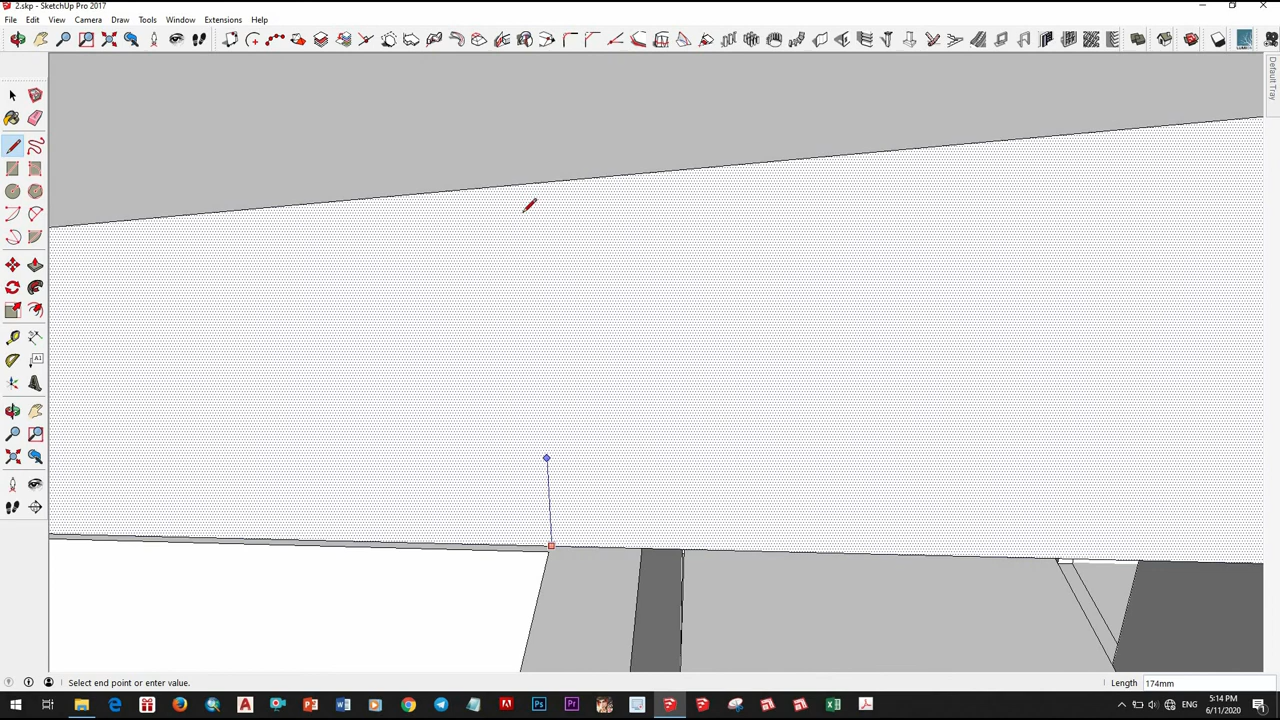 2.skp - SketchUp Pro 2017
File Edit View Camera Draw Tools Window Extensions Help
Default Tray
A1
Select end point or enter value.
Length 174mm
5:14 PM
6/11/2020